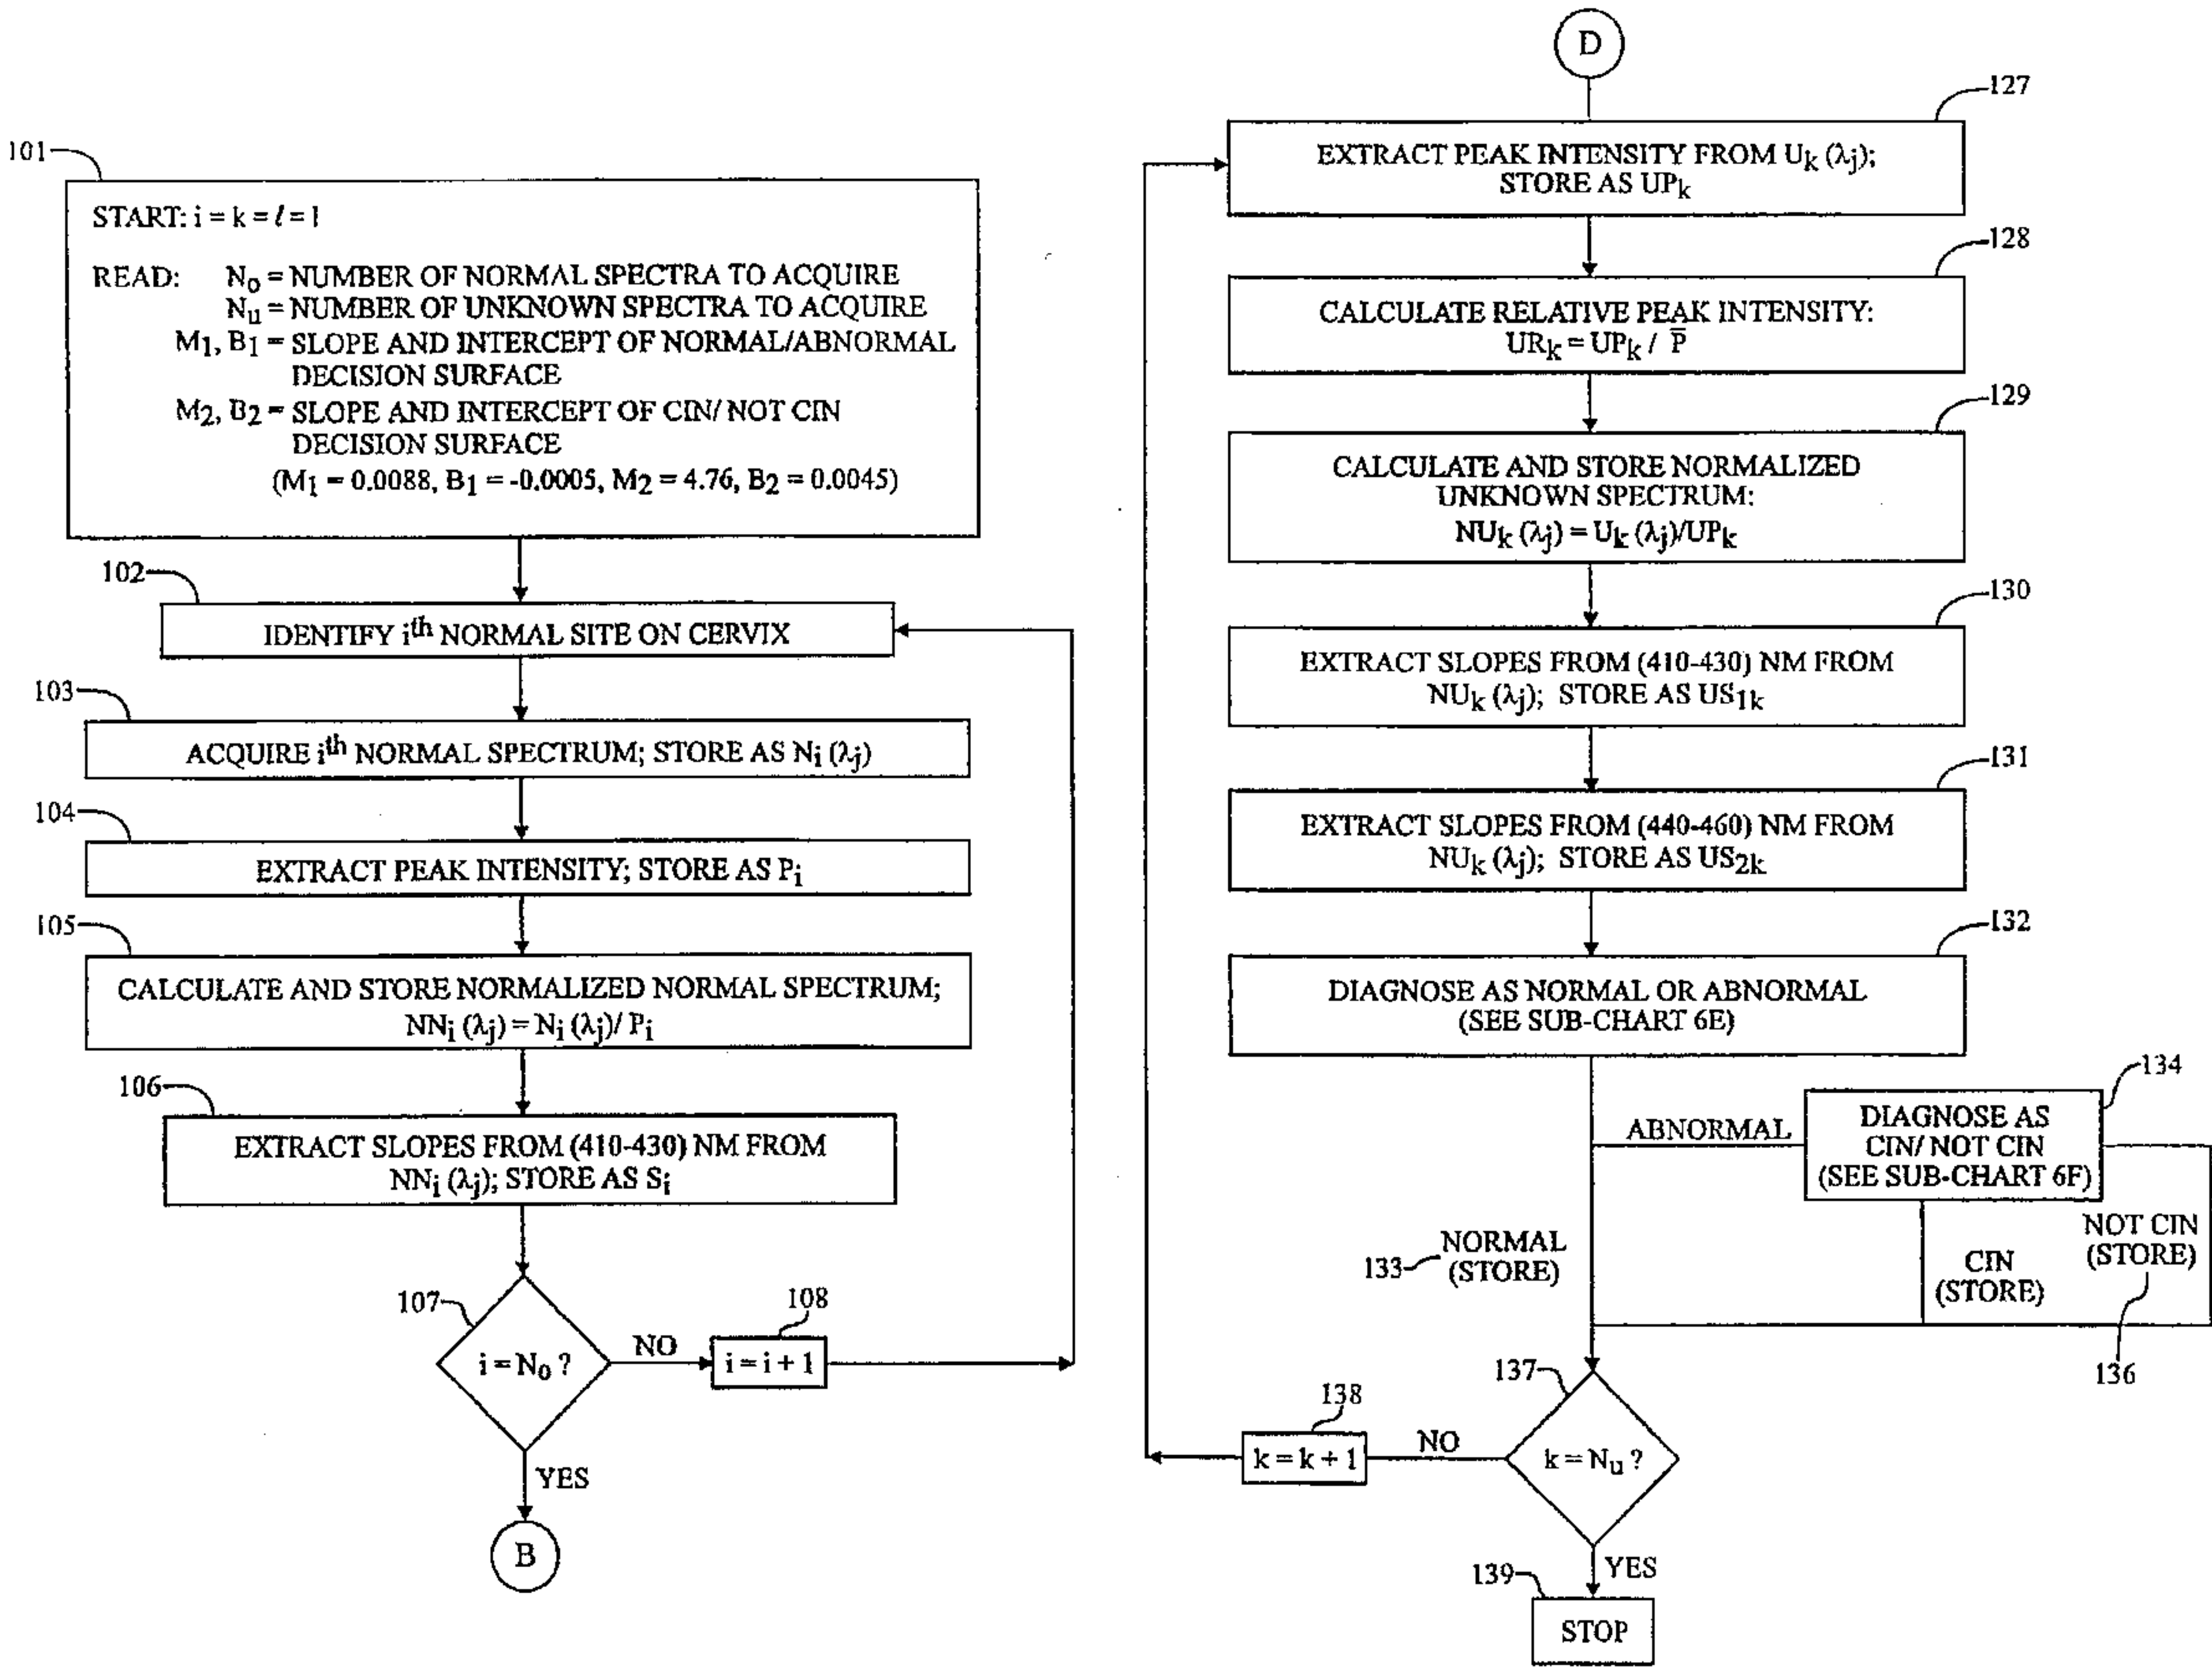 101
START: i = k = ℓ = 1
READ: N₀ = NUMBER OF NORMAL SPECTRA TO ACQUIRE
Nᵤ = NUMBER OF UNKNOWN SPECTRA TO ACQUIRE
M₁, B₁ = SLOPE AND INTERCEPT OF NORMAL/ABNORMAL
DECISION SURFACE
M₂, B₂ = SLOPE AND INTERCEPT OF CIN/ NOT CIN
DECISION SURFACE
(M₁ = 0.0088, B₁ = -0.0005, M₂ = 4.76, B₂ = 0.0045)
102
IDENTIFY iᵗʰ NORMAL SITE ON CERVIX
103
ACQUIRE iᵗʰ NORMAL SPECTRUM; STORE AS Nᵢ (λⱼ)
104
EXTRACT PEAK INTENSITY; STORE AS Pᵢ
105
CALCULATE AND STORE NORMALIZED NORMAL SPECTRUM;
NNᵢ (λⱼ) = Nᵢ (λⱼ)/ Pᵢ
106
EXTRACT SLOPES FROM (410-430) NM FROM
NNᵢ (λⱼ); STORE AS Sᵢ
107
i = N₀ ?
NO
108
i = i + 1
YES
B
D
127
EXTRACT PEAK INTENSITY FROM Uₖ (λⱼ);
STORE AS UPₖ
128
CALCULATE RELATIVE PEAK INTENSITY:
URₖ = UPₖ / P̅
129
CALCULATE AND STORE NORMALIZED
UNKNOWN SPECTRUM:
NUₖ (λⱼ) = Uₖ (λⱼ)/UPₖ
130
EXTRACT SLOPES FROM (410-430) NM FROM
NUₖ (λⱼ); STORE AS US₁ₖ
131
EXTRACT SLOPES FROM (440-460) NM FROM
NUₖ (λⱼ); STORE AS US₂ₖ
132
DIAGNOSE AS NORMAL OR ABNORMAL
(SEE SUB-CHART 6E)
134
ABNORMAL
DIAGNOSE AS
CIN/ NOT CIN
(SEE SUB-CHART 6F)
133
NORMAL
(STORE)
CIN
(STORE)
NOT CIN
(STORE)
136
137
k = Nᵤ ?
NO
138
k = k + 1
YES
139
STOP